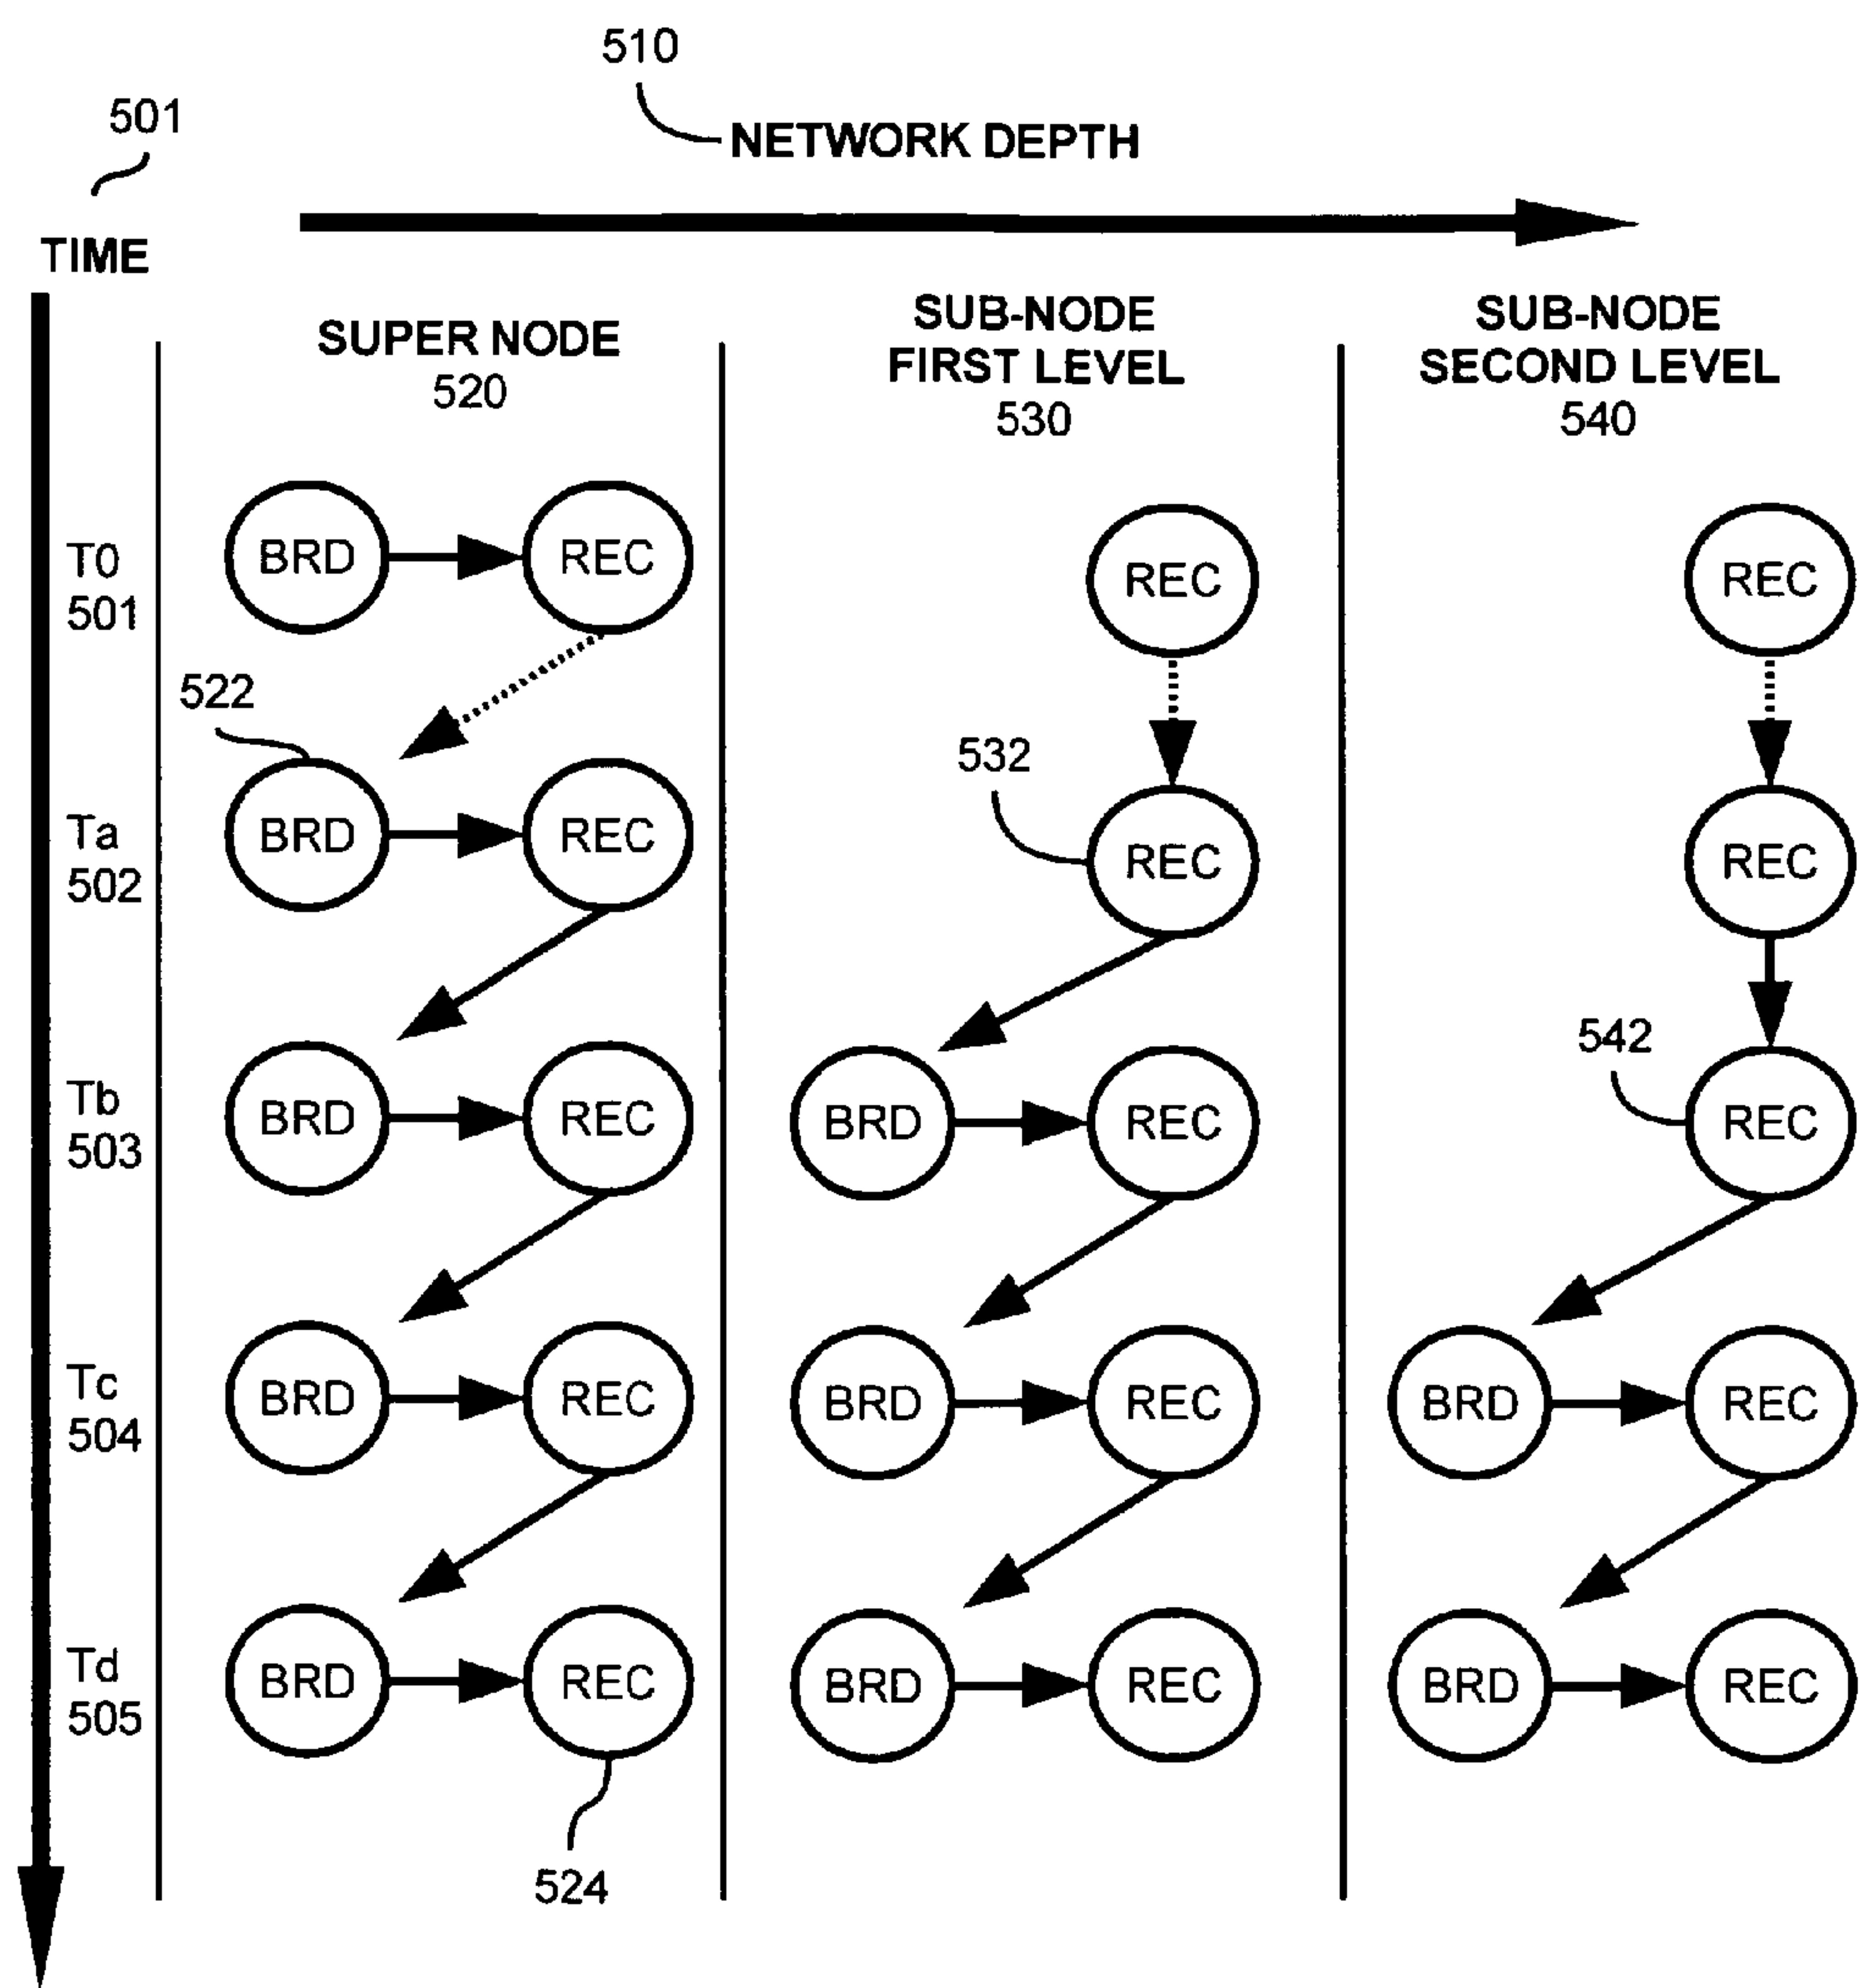 510
501
NETWORK DEPTH
TIME
SUPER NODE
520
SUB-NODE
FIRST LEVEL
530
SUB-NODE
SECOND LEVEL
540
T0
501
BRD
REC
REC
REC
522
532
Ta
502
BRD
REC
REC
REC
542
Tb
503
BRD
REC
BRD
REC
REC
Tc
504
BRD
REC
BRD
REC
BRD
REC
Td
505
BRD
REC
BRD
REC
BRD
REC
524